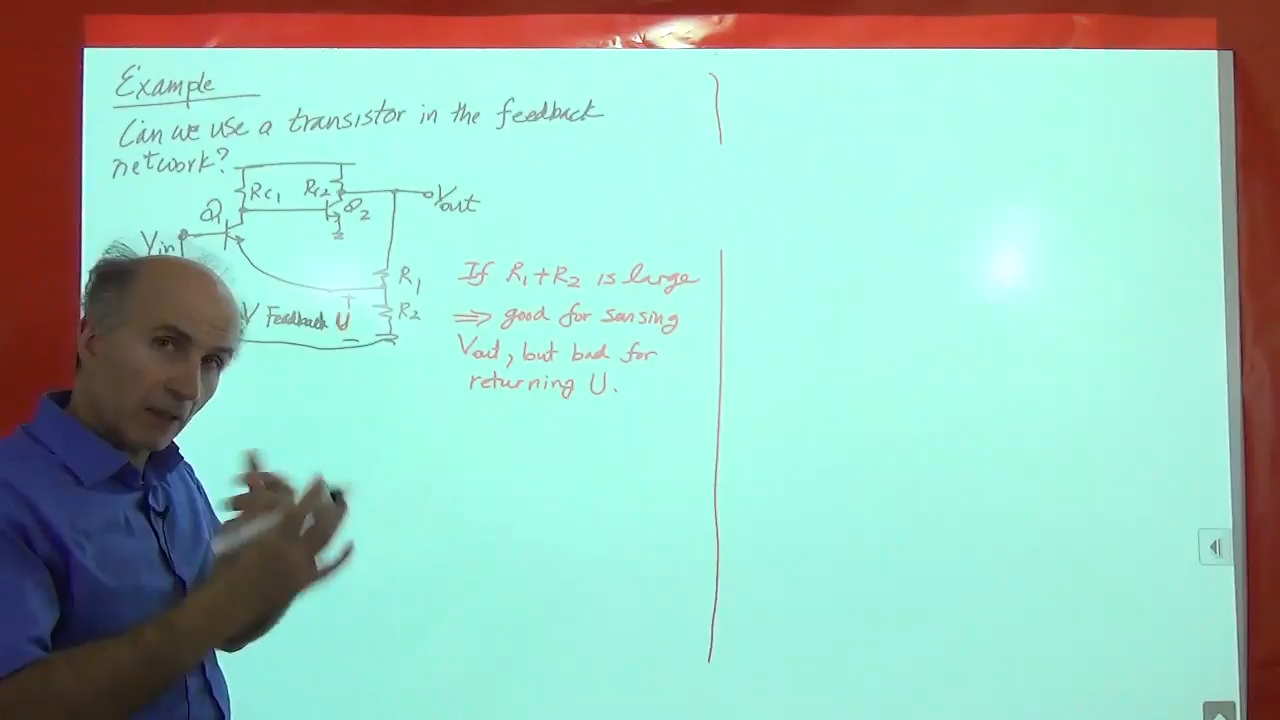 Example
Can we use a transistor in the feedback
network?
RC1 RC2
Q1 Q2 Vout
Vin
If R1+R2 is large
R1
⇒ good for sensing
V Feedback U R2
Vout, but bad for
returning U.